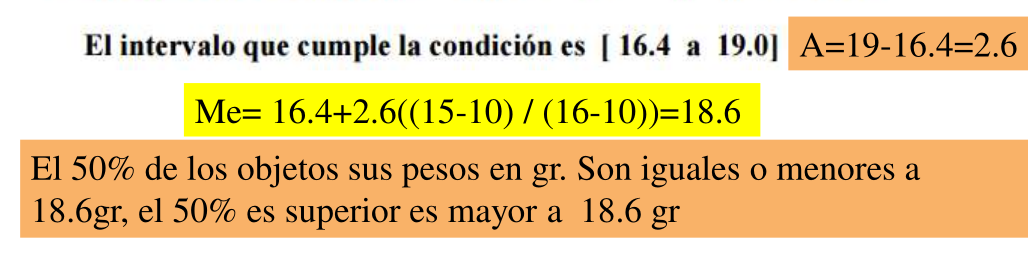 El intervalo que cumple la condición es [ 16.4 a 19.0] A=19-16.4=2.6
Me= 16.4+2.6((15-10) / (16-10))=18.6
El 50% de los objetos sus pesos en gr. Son iguales o menores a
18.6gr, el 50% es superior es mayor a 18.6 gr